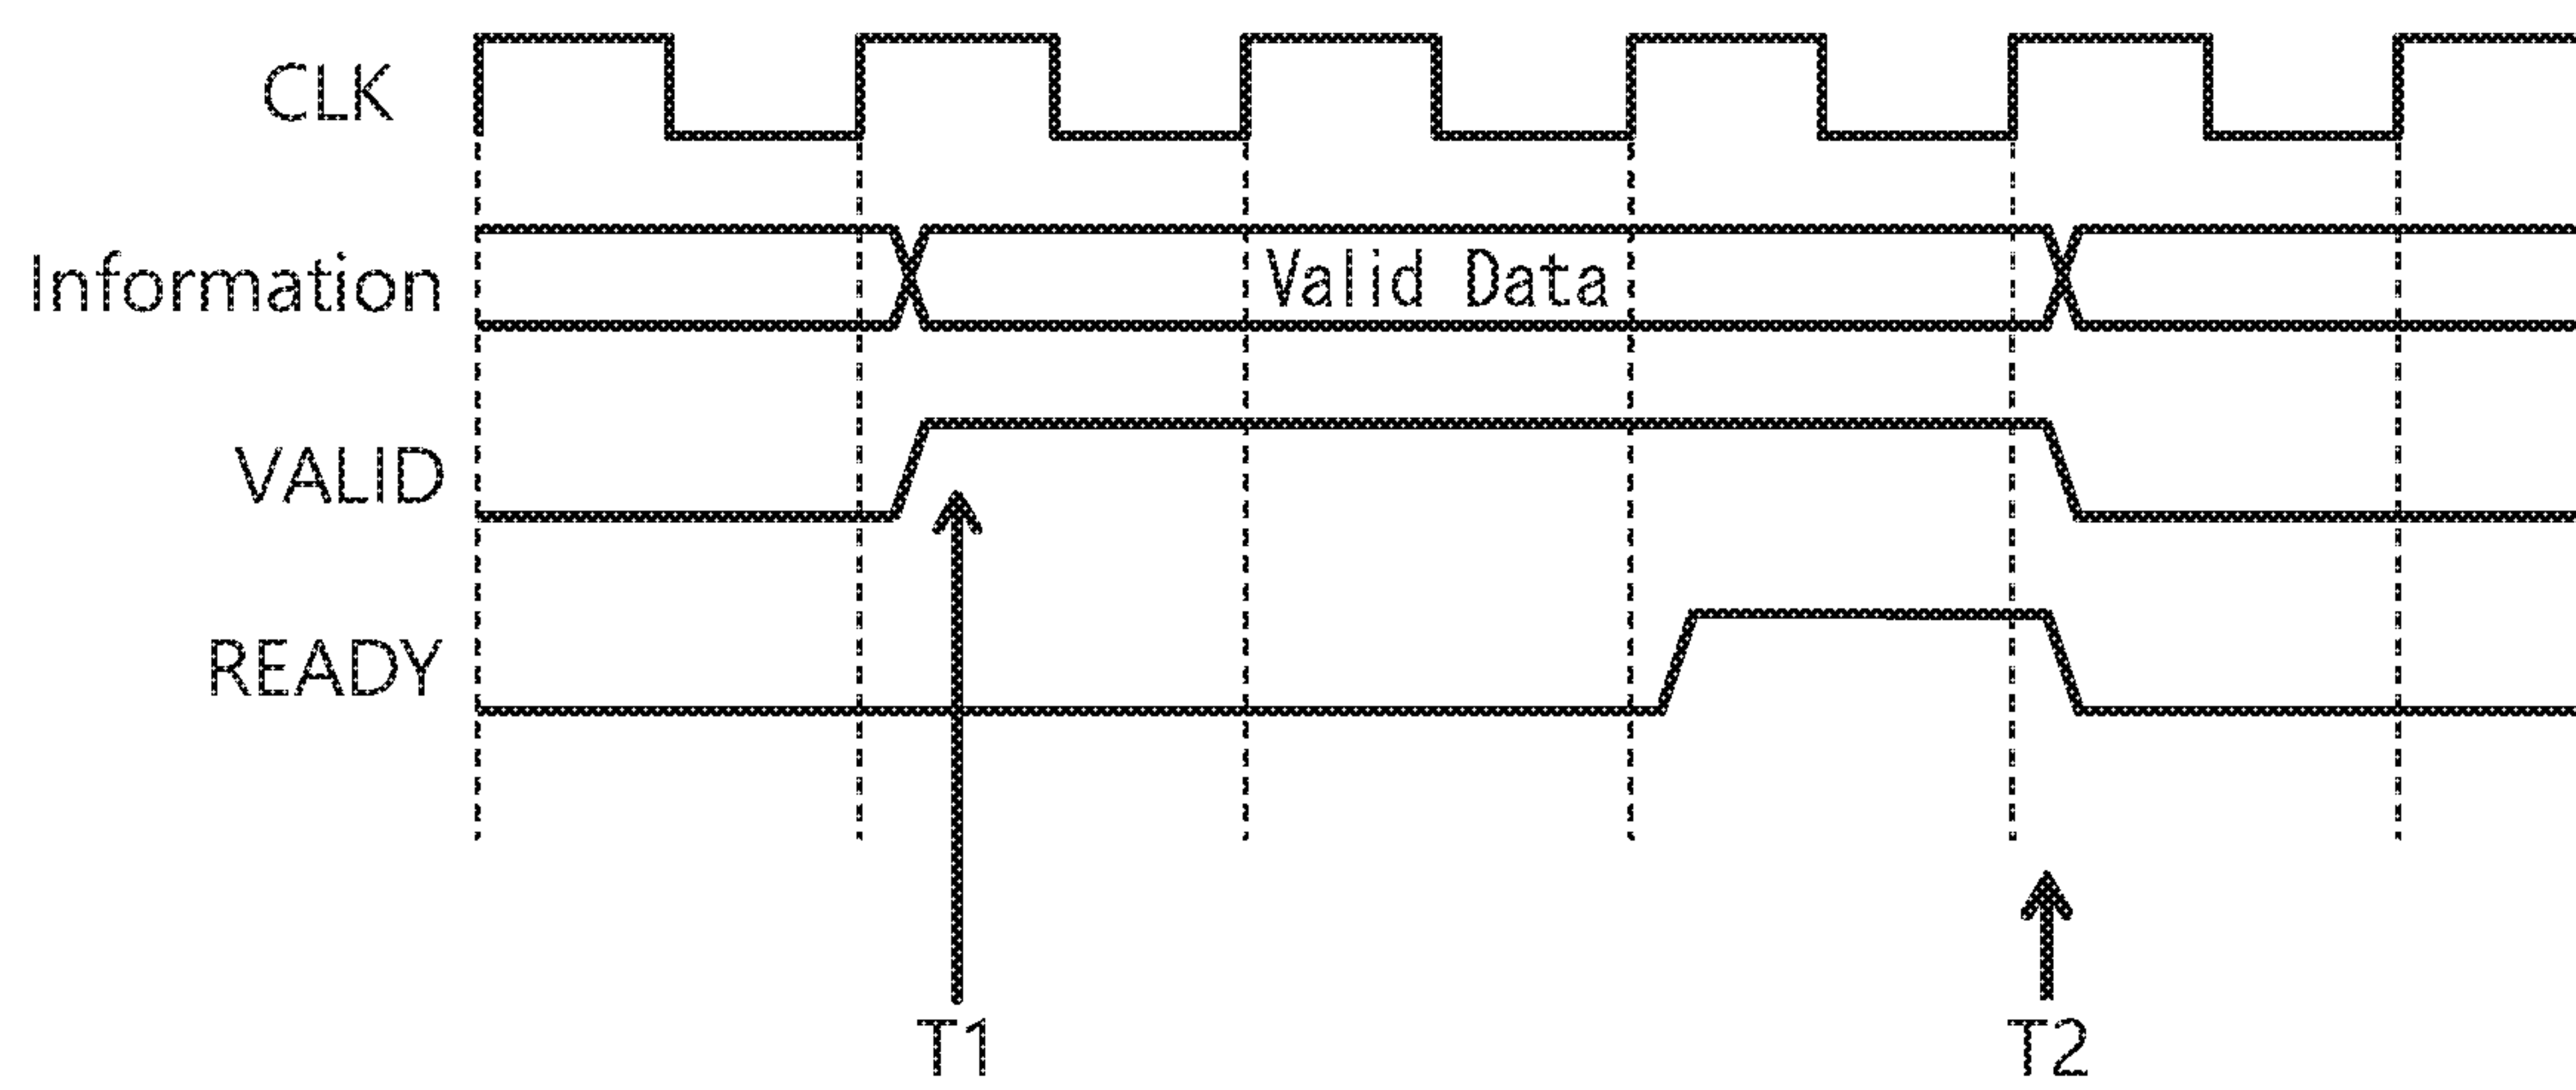 CLK
Information
Valid Data
VALID
READY
T1
T2